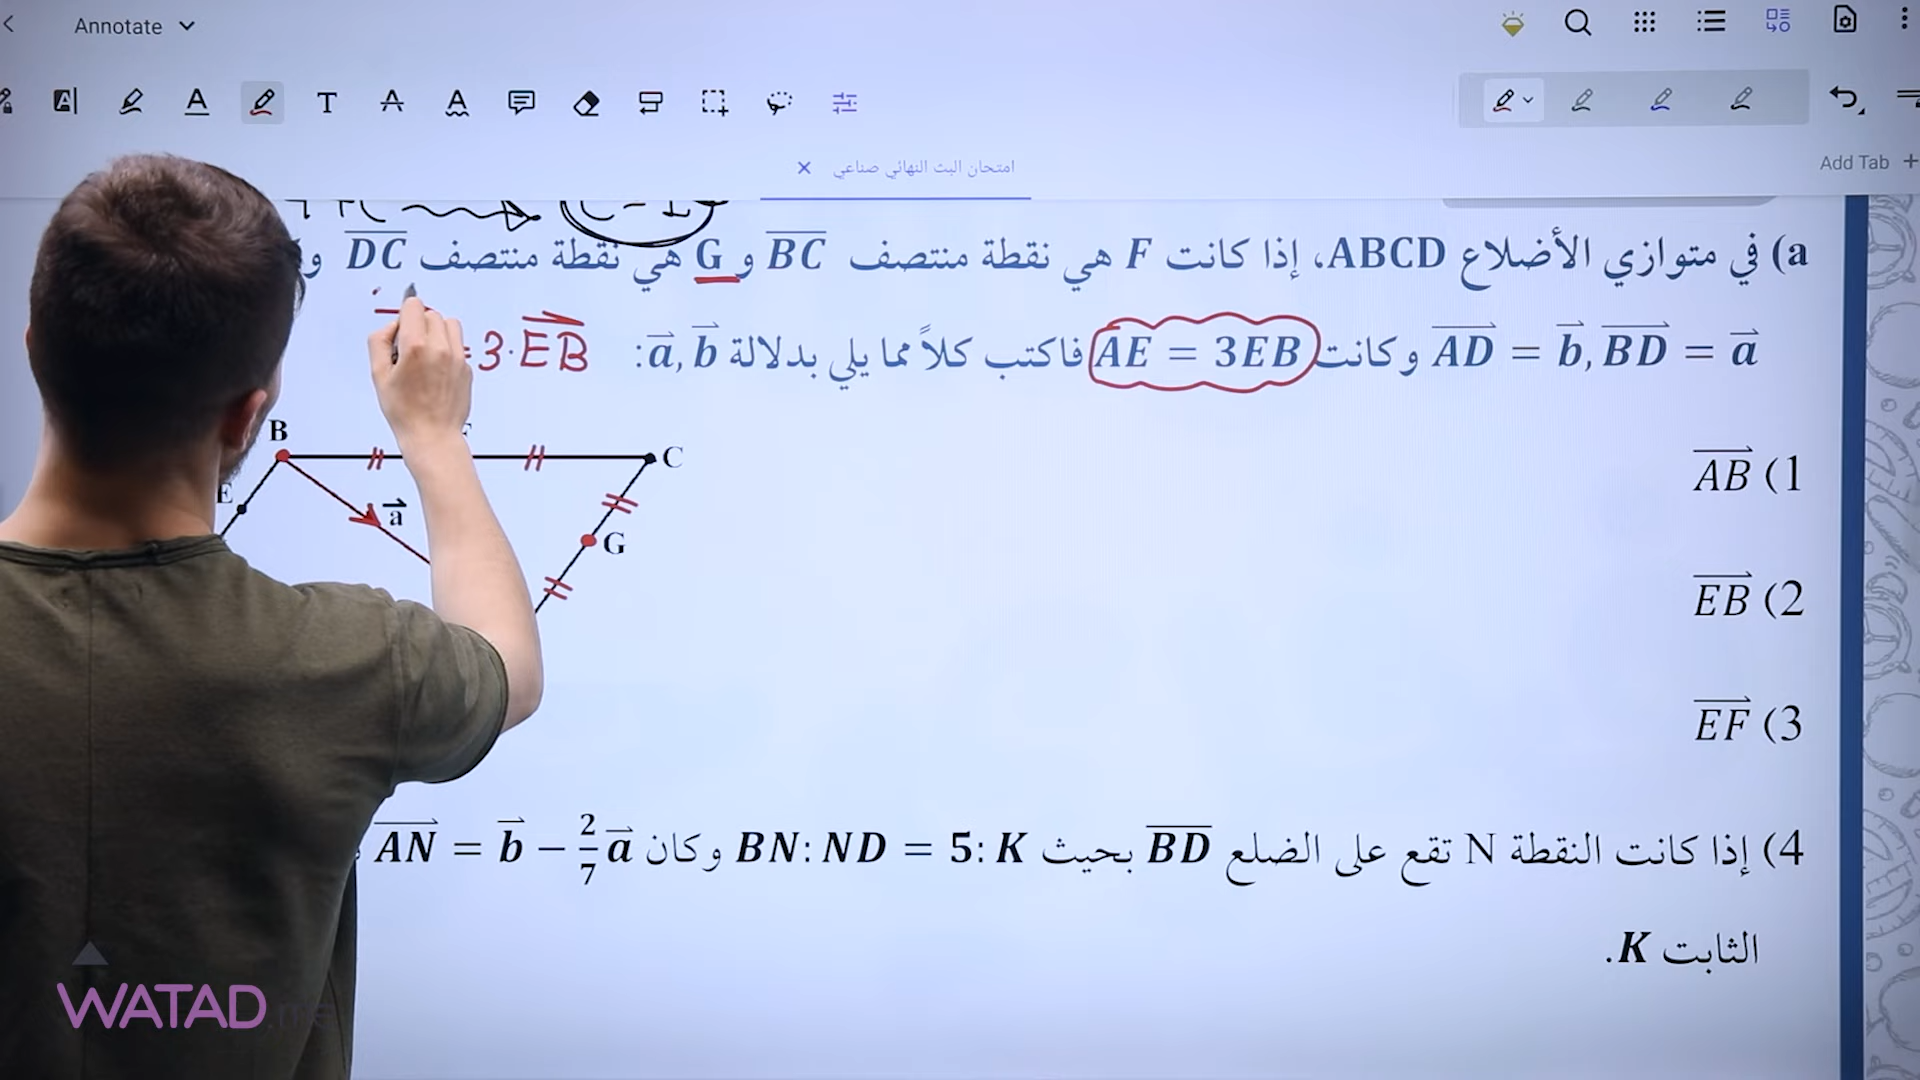 Annotate
T
Add Tab +
امتحان البث النهائي صناعي
a) في متوازي الأضلاع ABCD، إذا كانت F هي نقطة منتصف BC و G هي نقطة منتصف DC و
AD = b, BD = a وكانت AE = 3EB فاكتب كلاً مما يلي بدلالة a, b :
= 3·EB
B
C
E
a
G
1) AB
2) EB
3) EF
4) إذا كانت النقطة N تقع على الضلع BD بحيث BN:ND = 5:K وكان AN = b − 2/7 a
الثابت K.
WATAD.me